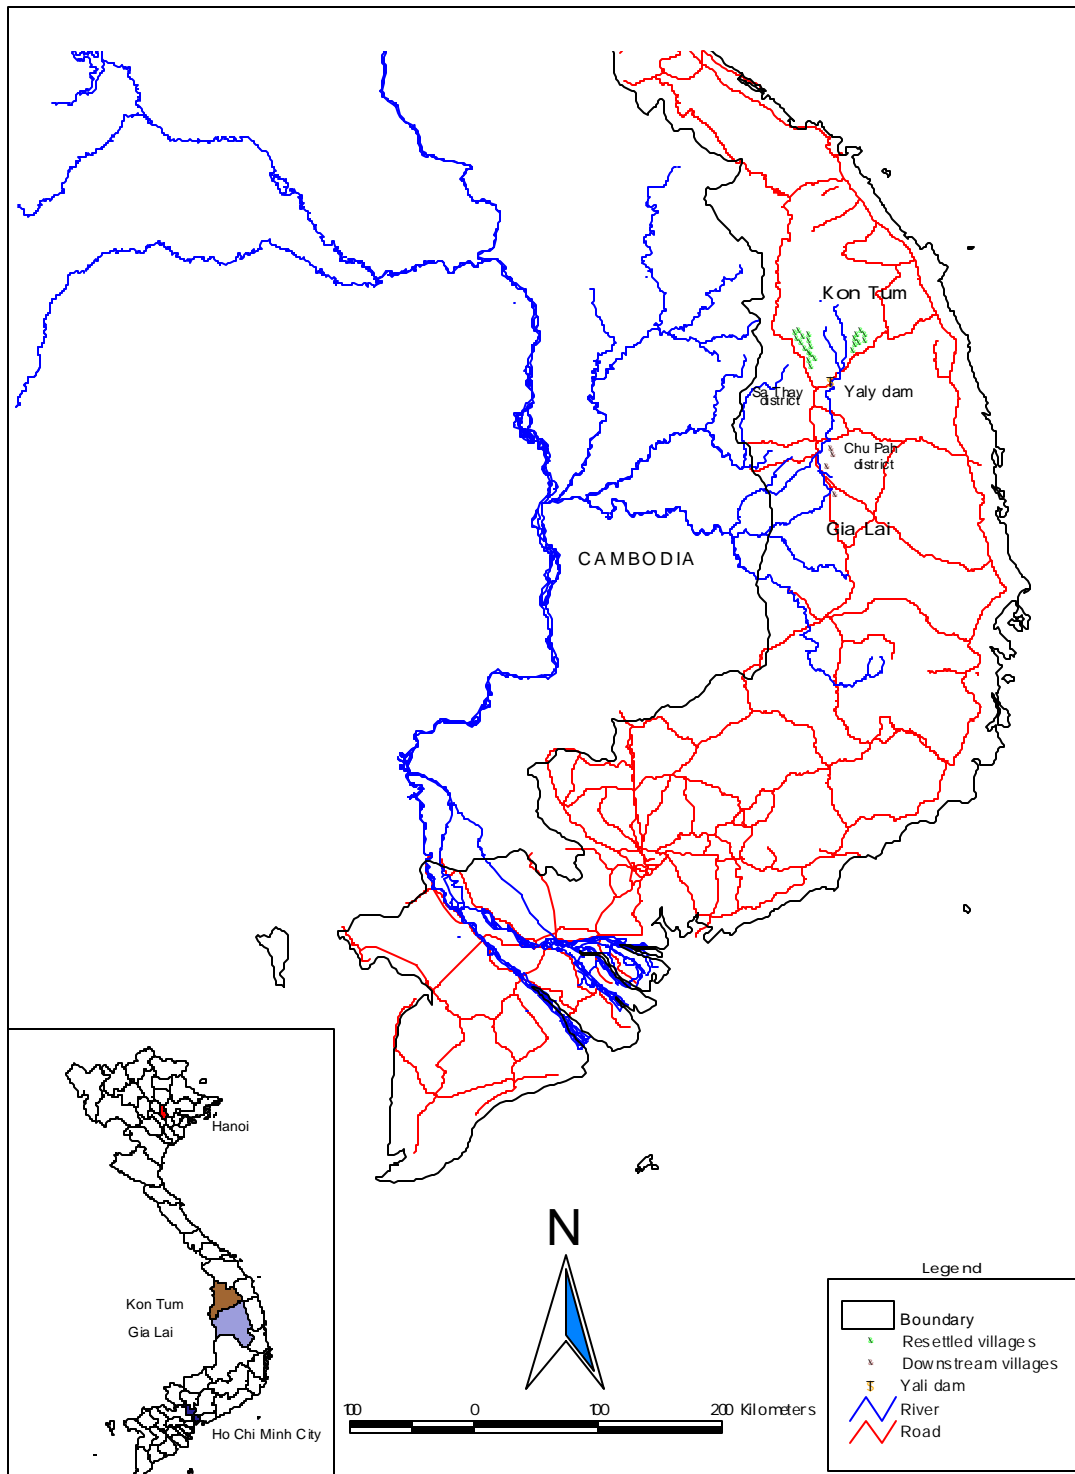 Kon Tum
Sa Thay
district
Yaly dam
Chu Pah
district
Gia Lai
CAMBODIA
Hanoi
Kon Tum
Gia Lai
Ho Chi Minh City
N
100 0 100 200 Kilometers
Legend
Boundary
Resettled villages
Downstream villages
Yali dam
River
Road